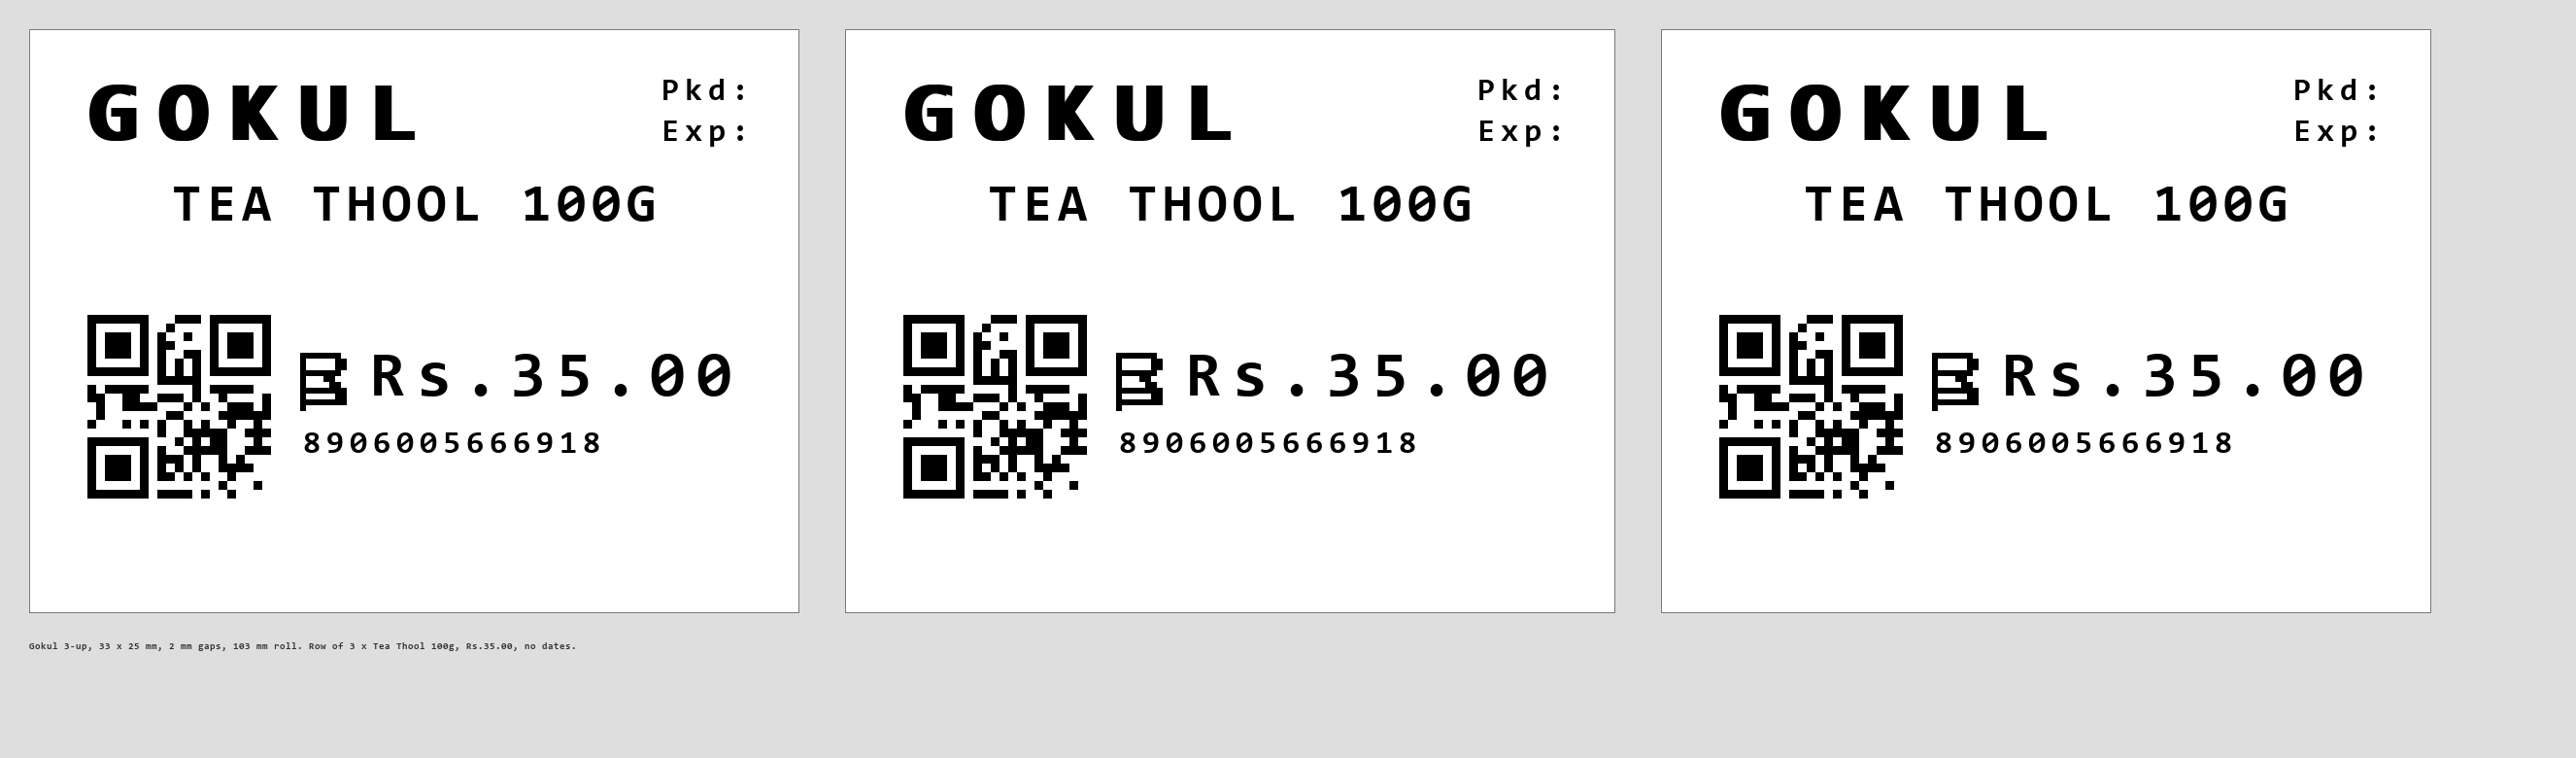 GOKUL
Pkd:
Exp:
TEA THOOL 100G
Rs.35.00
8906005666918
GOKUL
Pkd:
Exp:
TEA THOOL 100G
Rs.35.00
8906005666918
GOKUL
Pkd:
Exp:
TEA THOOL 100G
Rs.35.00
8906005666918
Gokul 3-up, 33 x 25 mm, 2 mm gaps, 103 mm roll. Row of 3 x Tea Thool 100g, Rs.35.00, no dates.